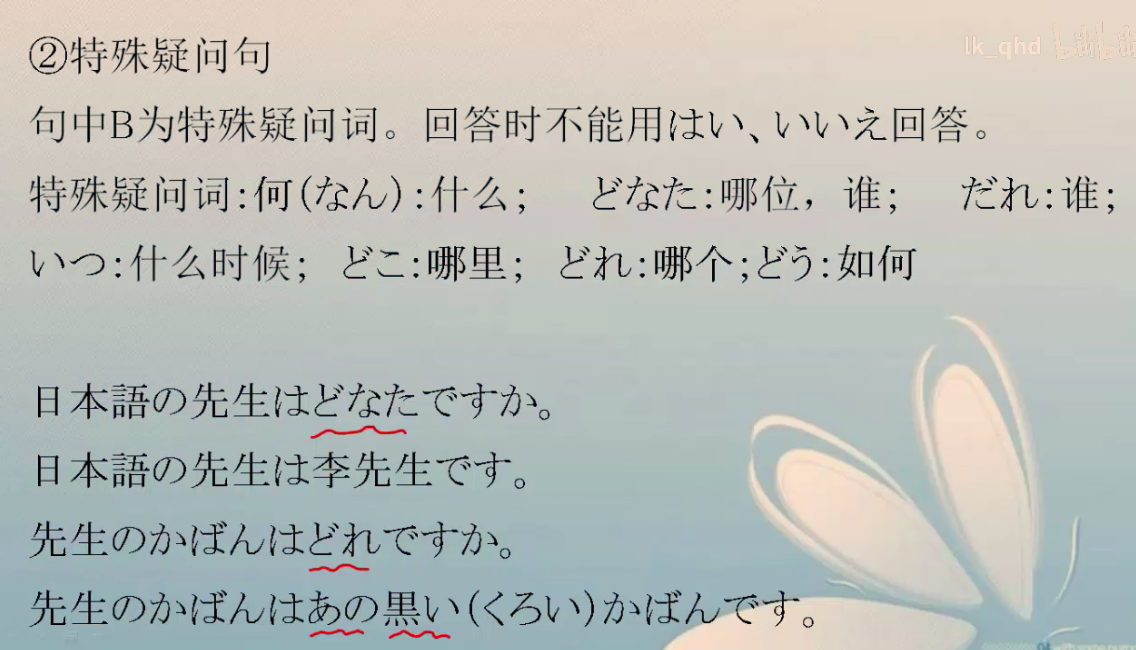 ②特殊疑问句
lk_qhd bilibili
句中B为特殊疑问词。回答时不能用はい、いいえ回答。
特殊疑问词:何(なん):什么; どなた:哪位，谁; だれ:谁;
いつ:什么时候; どこ:哪里; どれ:哪个;どう:如何
日本語の先生はどなたですか。
日本語の先生は李先生です。
先生のかばんはどれですか。
先生のかばんはあの黒い(くろい)かばんです。